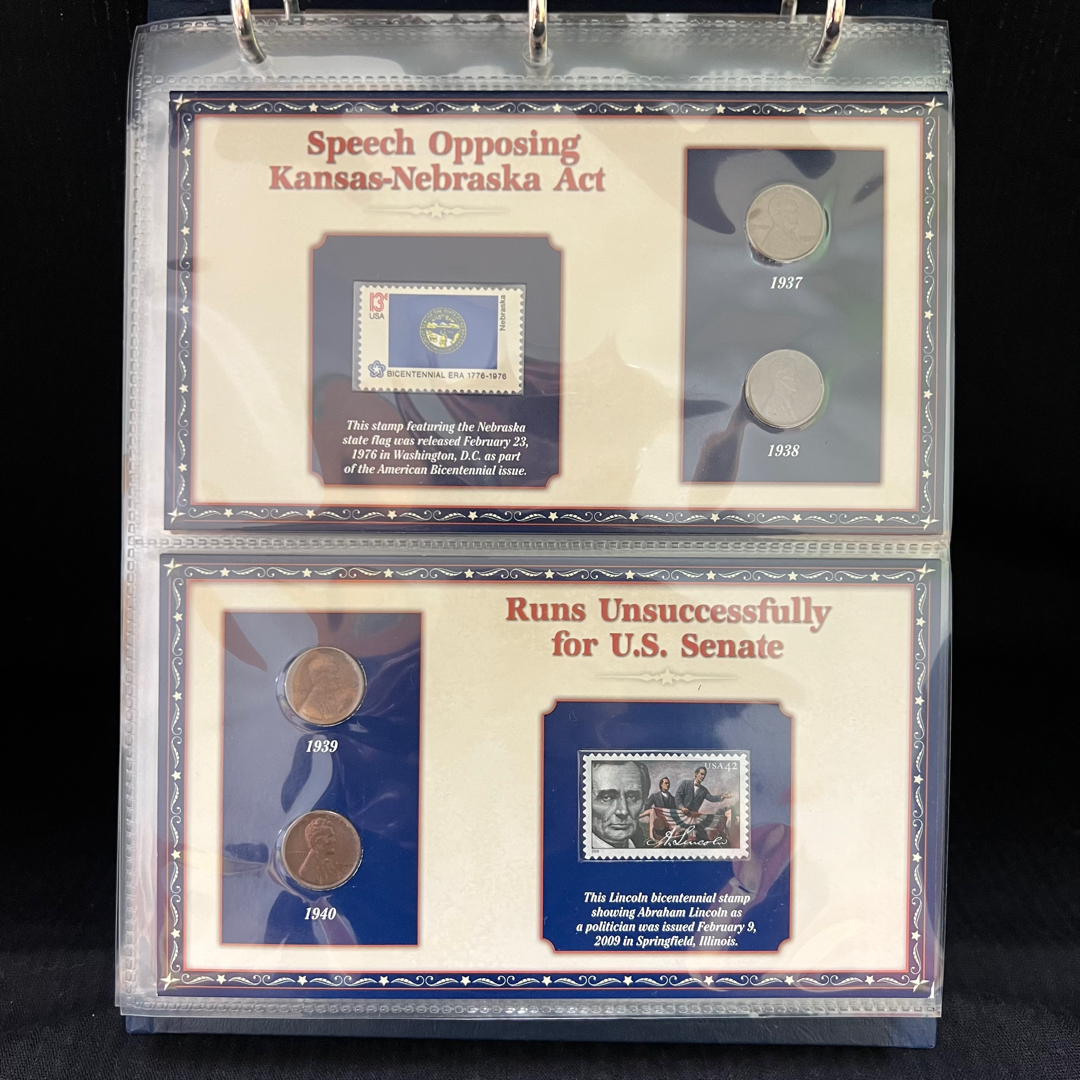 Speech Opposing
Kansas-Nebraska Act
13c
USA
Nebraska
BICENTENNIAL ERA 1776-1976
This stamp featuring the Nebraska
state flag was released February 23,
1976 in Washington, D.C. as part
of the American Bicentennial issue.
1937
1938
1939
1940
Runs Unsuccessfully
for U.S. Senate
USA 42
A. Lincoln
This Lincoln bicentennial stamp
showing Abraham Lincoln as
a politician was issued February 9,
2009 in Springfield, Illinois.